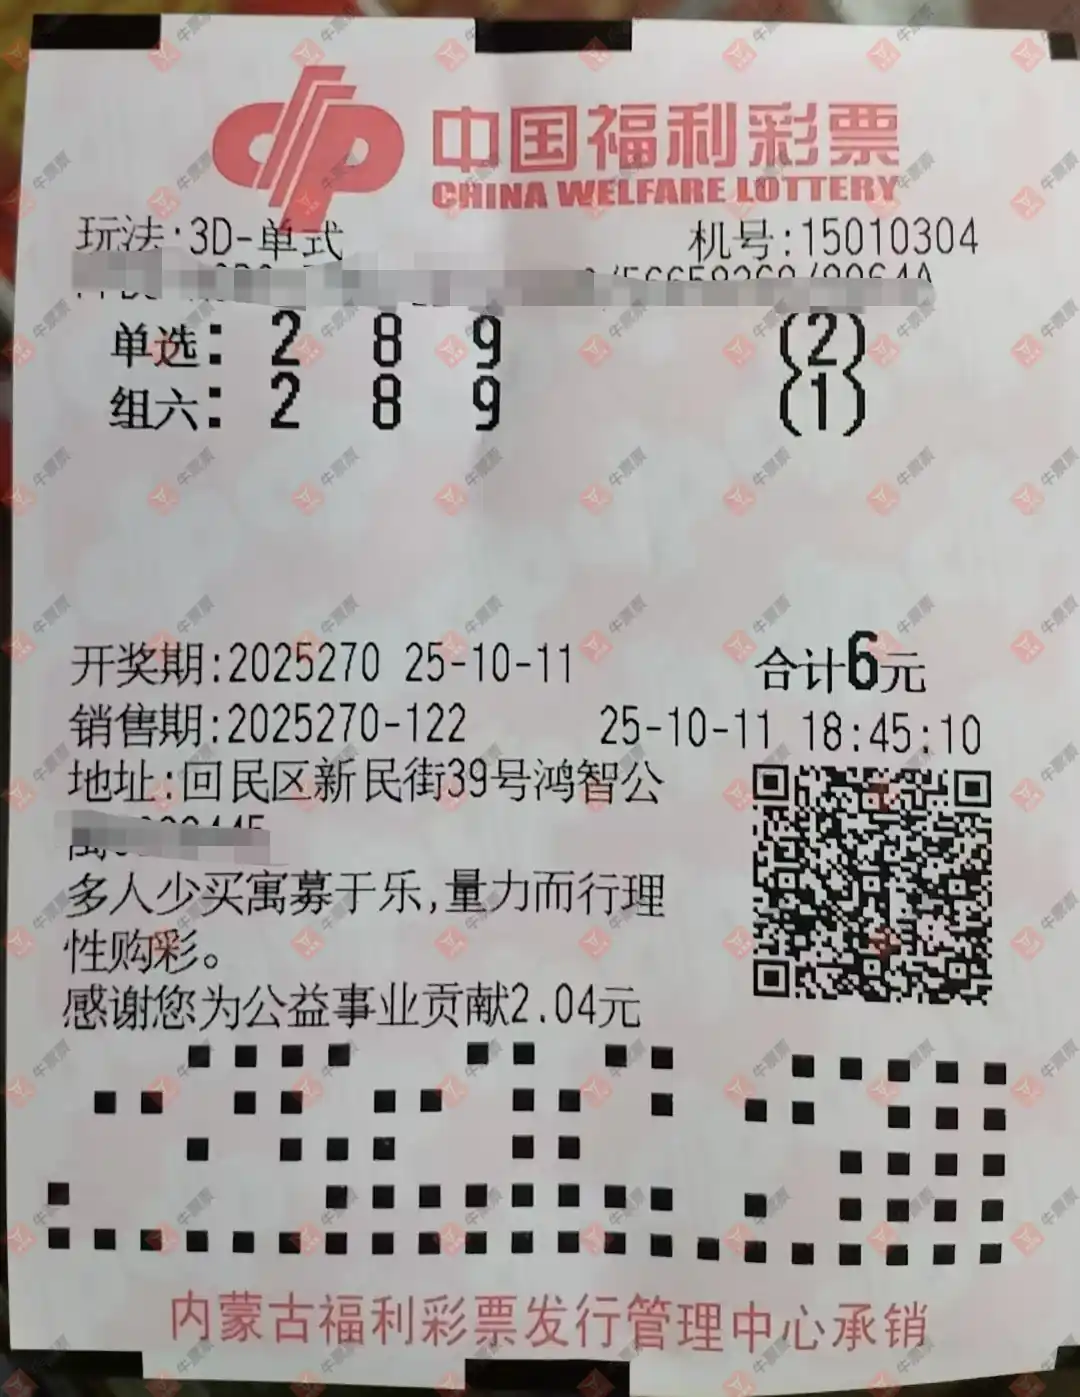 中国福利彩票
CHINA WELFARE LOTTERY
玩法:3D-单式 机号:15010304
单选: 2 8 9 (2)
组六: 2 8 9 (1)
开奖期:2025270 25-10-11 合计6元
销售期:2025270-122 25-10-11 18:45:10
地址:回民区新民街39号鸿智公
多人少买寓募于乐,量力而行理
性购彩。
感谢您为公益事业贡献2.04元
内蒙古福利彩票发行管理中心承销
牛票票